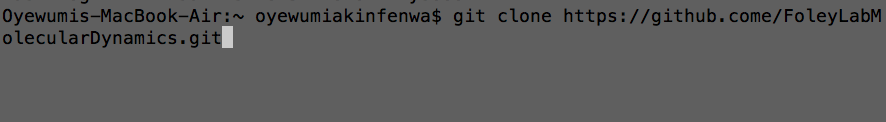 Oyewumis-MacBook-Air:~ oyewumiakinfenwa$ git clone https://github.come/FoleyLabM
olecularDynamics.git